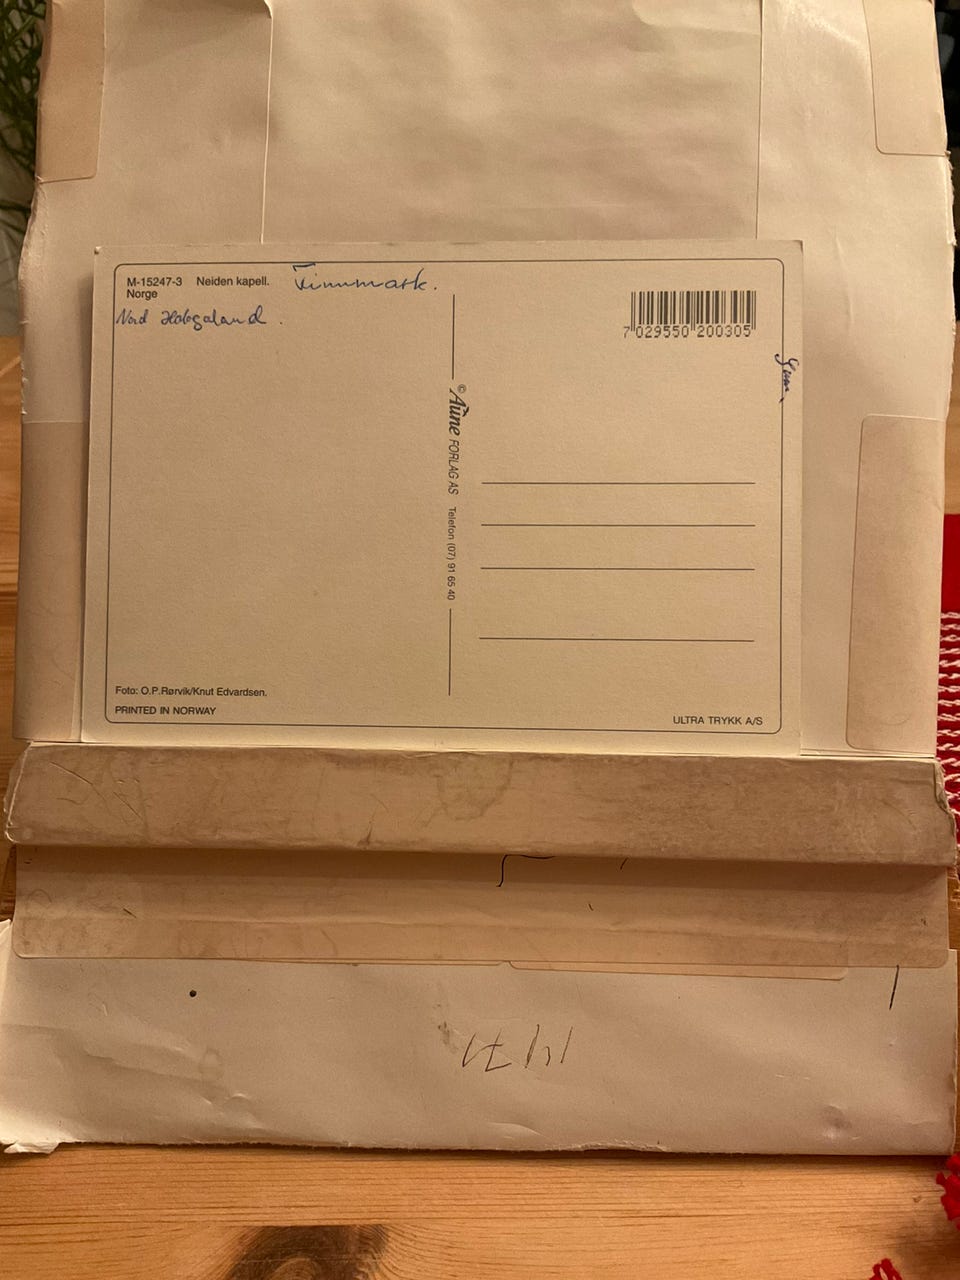 M-15247-3 Neiden kapell. Finnmark.
Norge
Nord Halogaland.
7 029550 200305
© Aune FORLAG AS Telefon (07) 91 65 40
Foto: O.P.Rørvik/Knut Edvardsen.
PRINTED IN NORWAY
ULTRA TRYKK A/S